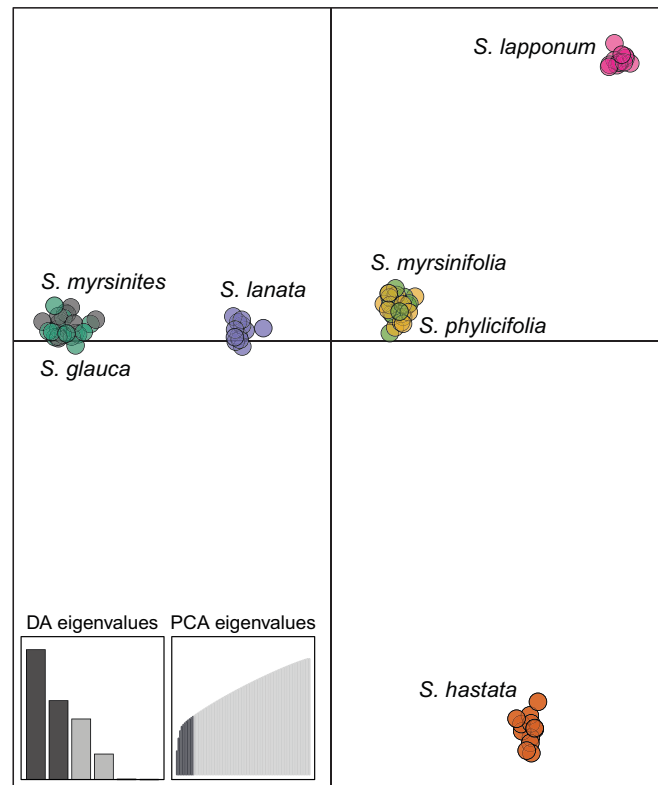 S. lapponum
S. myrsinites
S. lanata
S. myrsinifolia
S. phylicifolia
S. glauca
DA eigenvalues
PCA eigenvalues
S. hastata